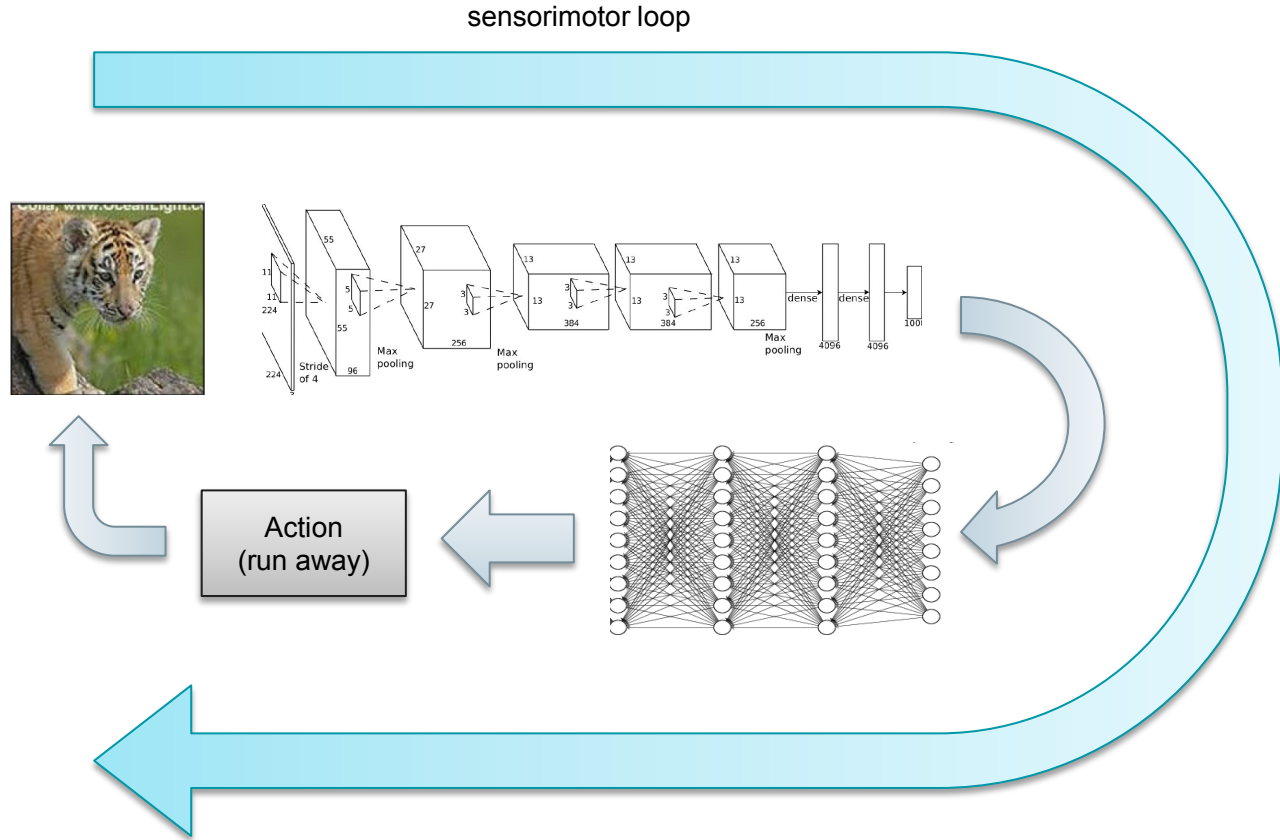 sensorimotor loop
www.OceanLight.c
11
11
224
224
Stride
of 4
55
55
96
5
5
Max
pooling
27
27
256
3
3
Max
pooling
13
13
384
3
3
13
13
384
3
3
13
13
256
Max
pooling
dense
4096
dense
4096
100
Action
(run away)